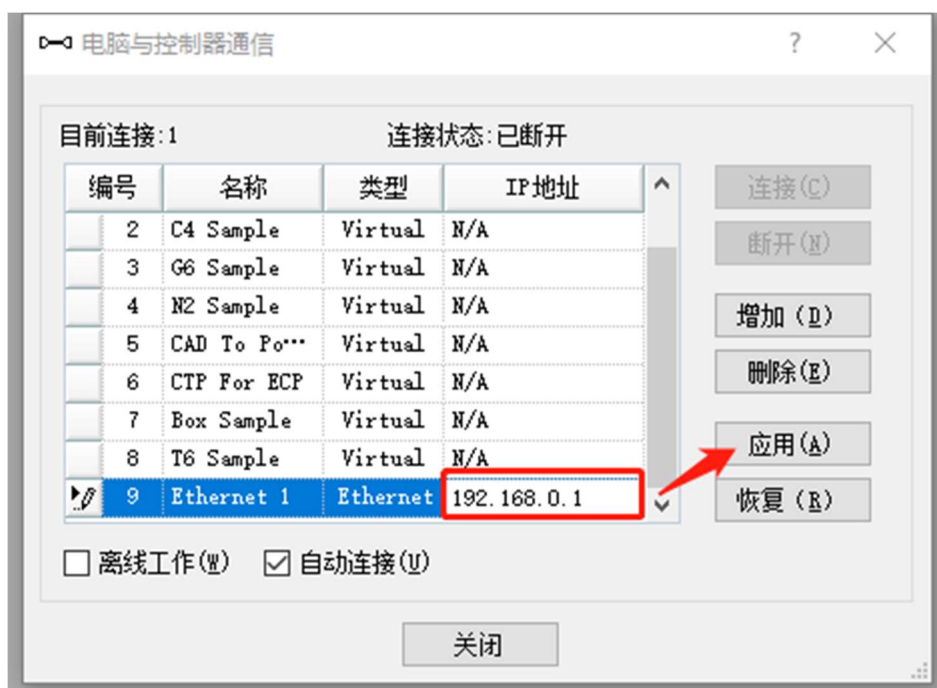 电脑与控制器通信
目前连接:1 连接状态:已断开
编号 名称 类型 IP地址
2 C4 Sample Virtual N/A
3 G6 Sample Virtual N/A
4 N2 Sample Virtual N/A
5 CAD To Po… Virtual N/A
6 CTP For ECP Virtual N/A
7 Box Sample Virtual N/A
8 T6 Sample Virtual N/A
9 Ethernet 1 Ethernet 192.168.0.1
连接(C)
断开(N)
增加 (D)
删除(E)
应用(A)
恢复 (R)
离线工作(W) 自动连接(U)
关闭